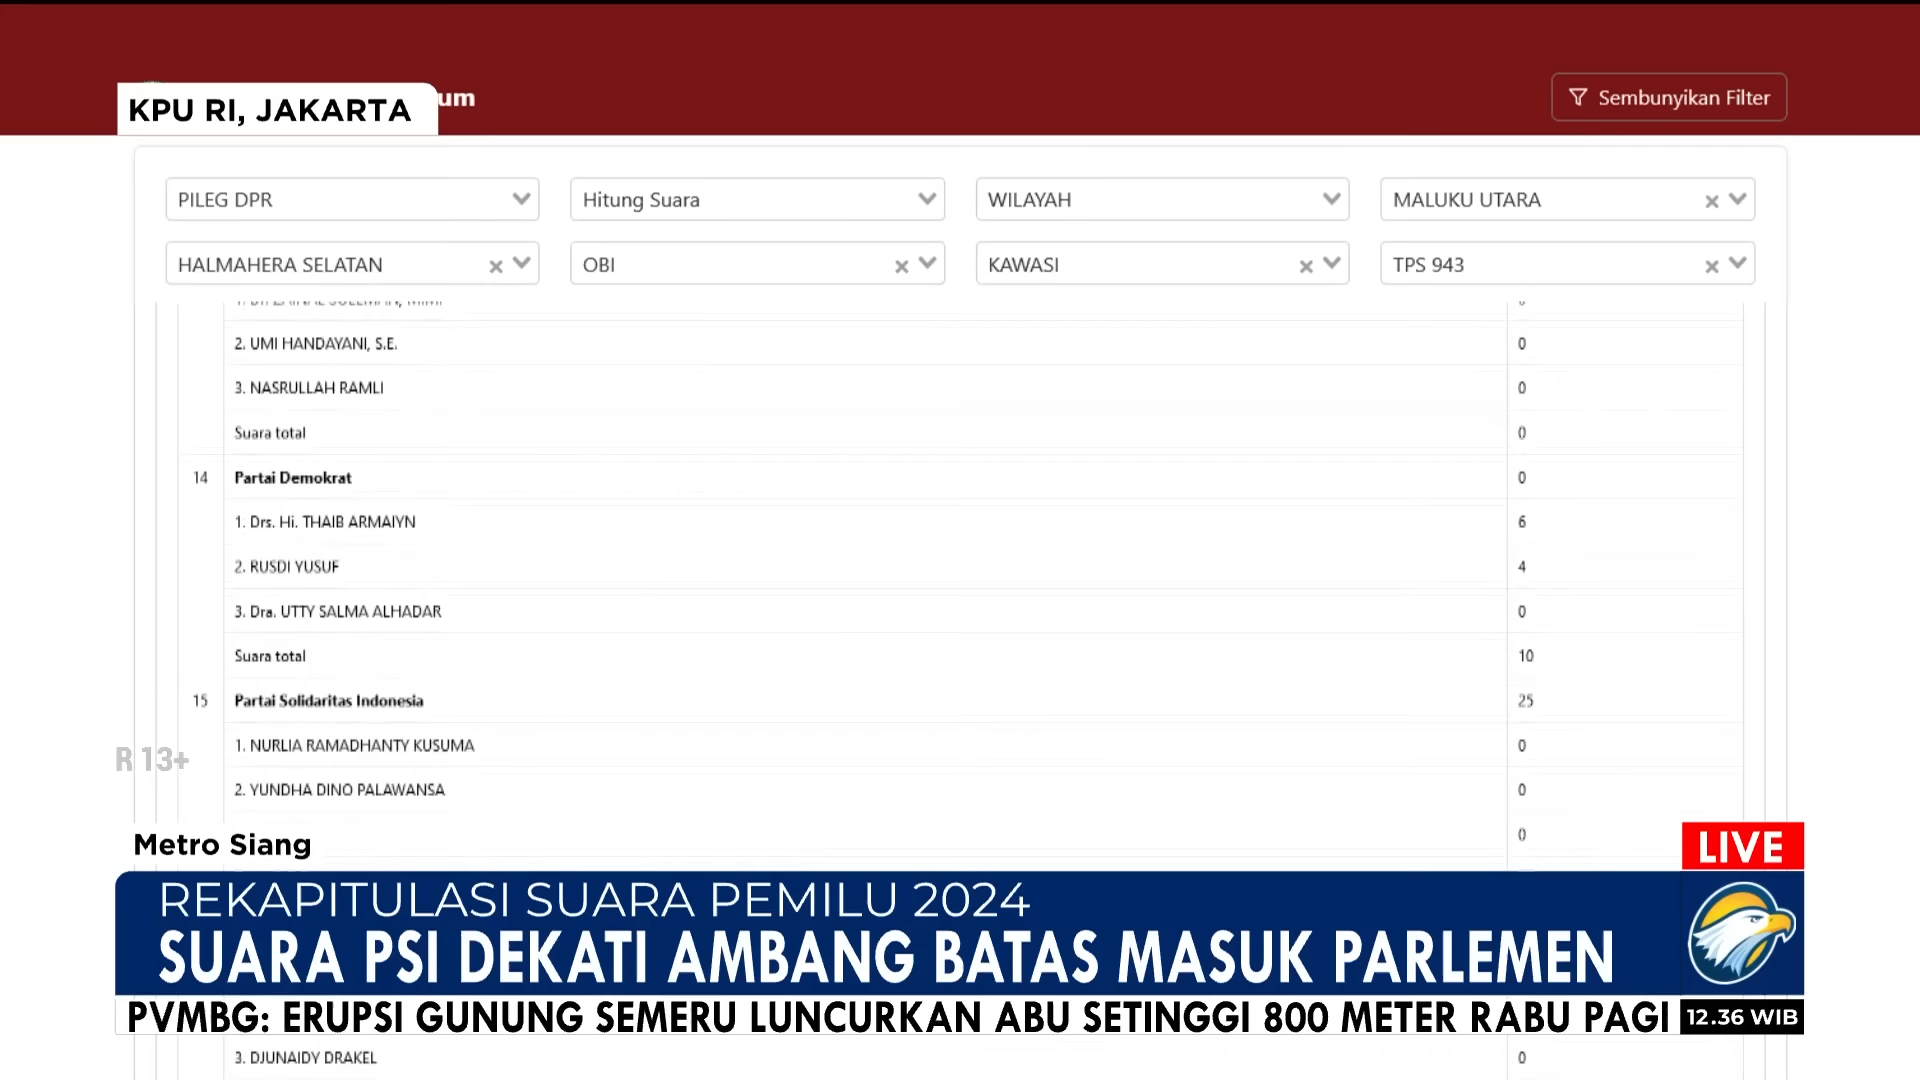 KPU RI, JAKARTA
um
Sembunyikan Filter
PILEG DPR
Hitung Suara
WILAYAH
MALUKU UTARA
HALMAHERA SELATAN
OBI
KAWASI
TPS 943
2. UMI HANDAYANI, S.E. 0
3. NASRULLAH RAMLI 0
Suara total 0
14 Partai Demokrat 0
1. Drs. Hi. THAIB ARMAIYN 6
2. RUSDI YUSUF 4
3. Dra. UTTY SALMA ALHADAR 0
Suara total 10
15 Partai Solidaritas Indonesia 25
1. NURLIA RAMADHANTY KUSUMA 0
R 13+
2. YUNDHA DINO PALAWANSA 0
0
Metro Siang
LIVE
REKAPITULASI SUARA PEMILU 2024
SUARA PSI DEKATI AMBANG BATAS MASUK PARLEMEN
PVMBG: ERUPSI GUNUNG SEMERU LUNCURKAN ABU SETINGGI 800 METER RABU PAGI
12.36 WIB
3. DJUNAIDY DRAKEL 0